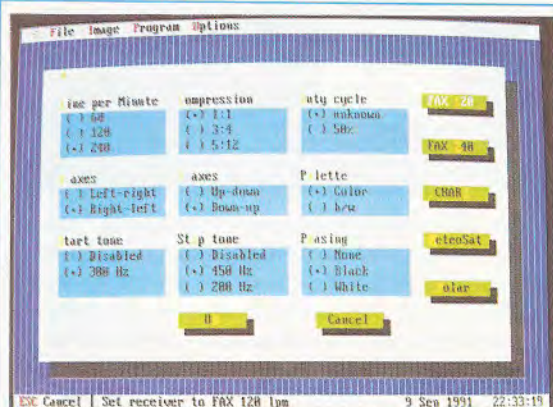 File Image Program Options
ine per Minute ompression uty cycle
( ) 60 (•) 1:1 (•) unknown
( ) 120 ( ) 3:4 ( ) 50%
(•) 240 ( ) 5:12
FAX 120
FAX 40
axes axes P lette
( ) Left-right ( ) Up-down (•) Color
(•) Right-left (•) Down-up ( ) b/w
CHAR
tart tone St p tone P asing
( ) Disabled ( ) Disabled ( ) None
(•) 300 Hz (•) 450 Hz (•) Black
( ) 200 Hz ( ) White
eteoSat
olar
Cancel
ESC Cancel | Set receiver to FAX 120 lpm 9 Sep 1991 22:33:19